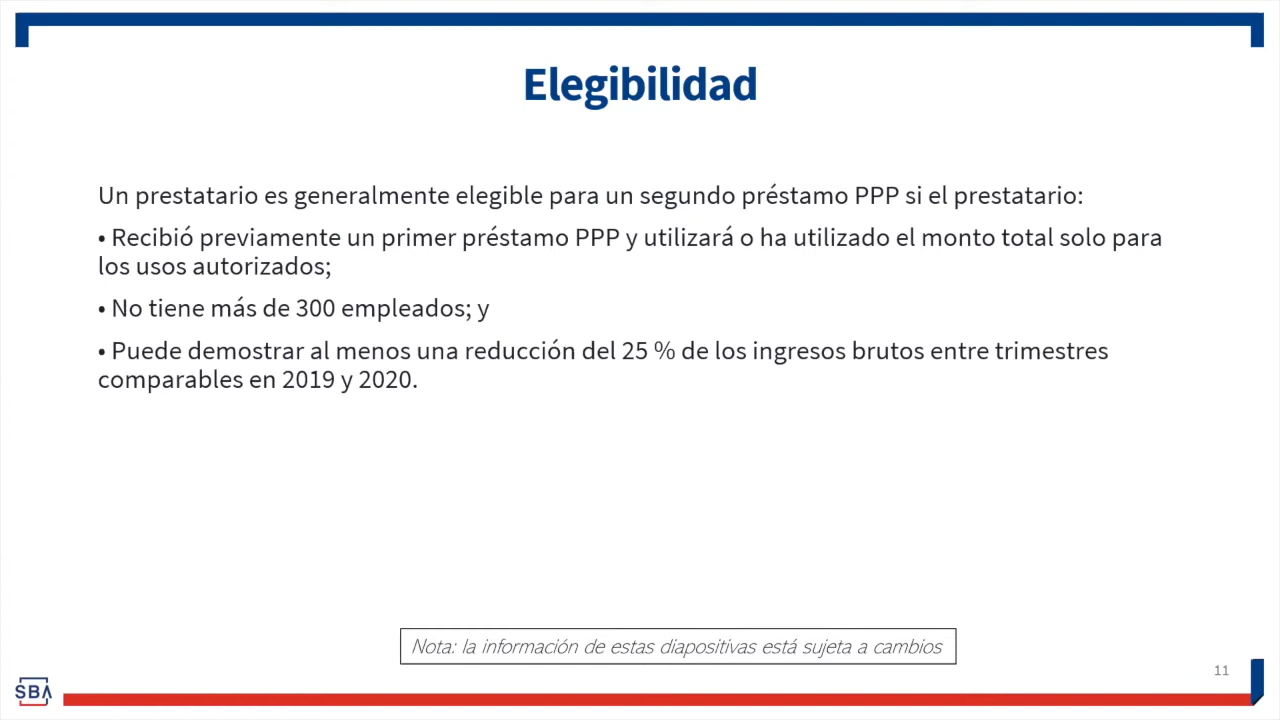 Elegibilidad
Un prestatario es generalmente elegible para un segundo préstamo PPP si el prestatario:
• Recibió previamente un primer préstamo PPP y utilizará o ha utilizado el monto total solo para
los usos autorizados;
• No tiene más de 300 empleados; y
• Puede demostrar al menos una reducción del 25 % de los ingresos brutos entre trimestres
comparables en 2019 y 2020.
Nota: la información de estas diapositivas está sujeta a cambios
11
SBA